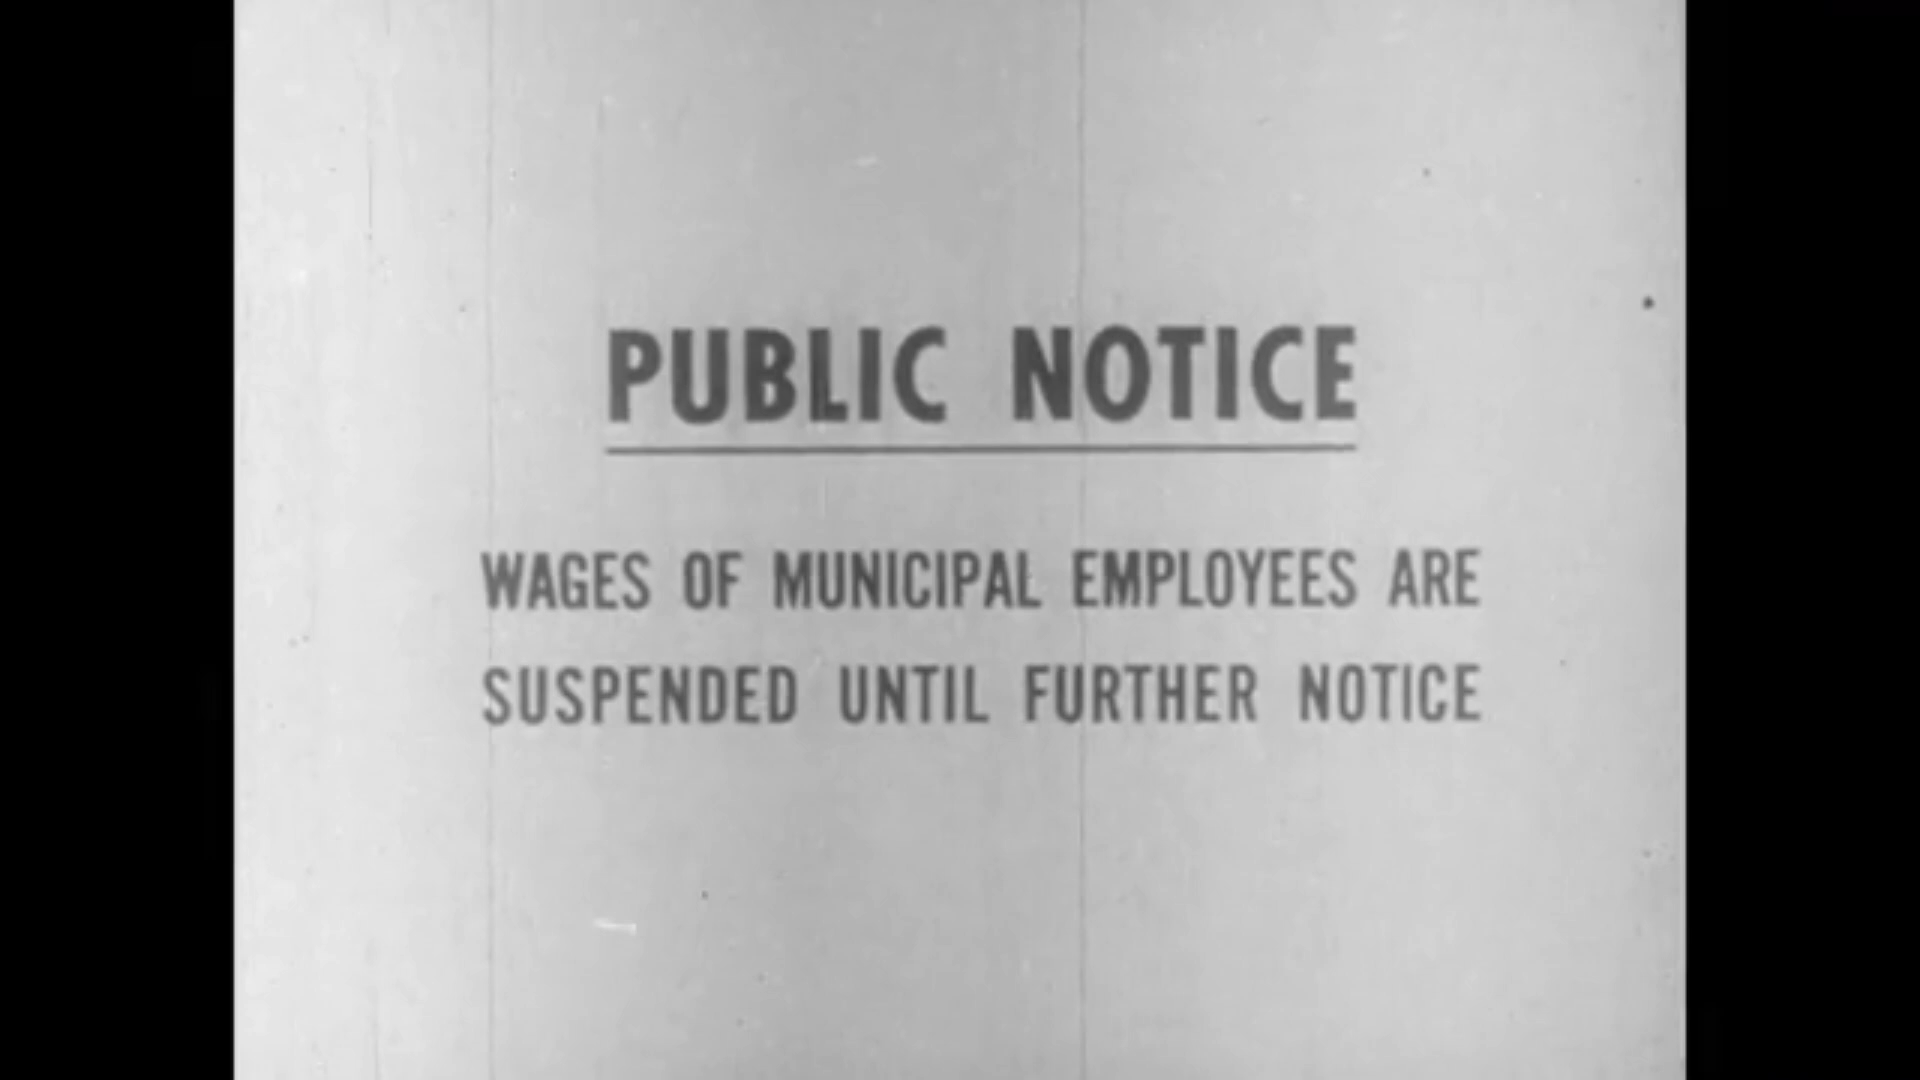 PUBLIC NOTICE
WAGES OF MUNICIPAL EMPLOYEES ARE
SUSPENDED UNTIL FURTHER NOTICE